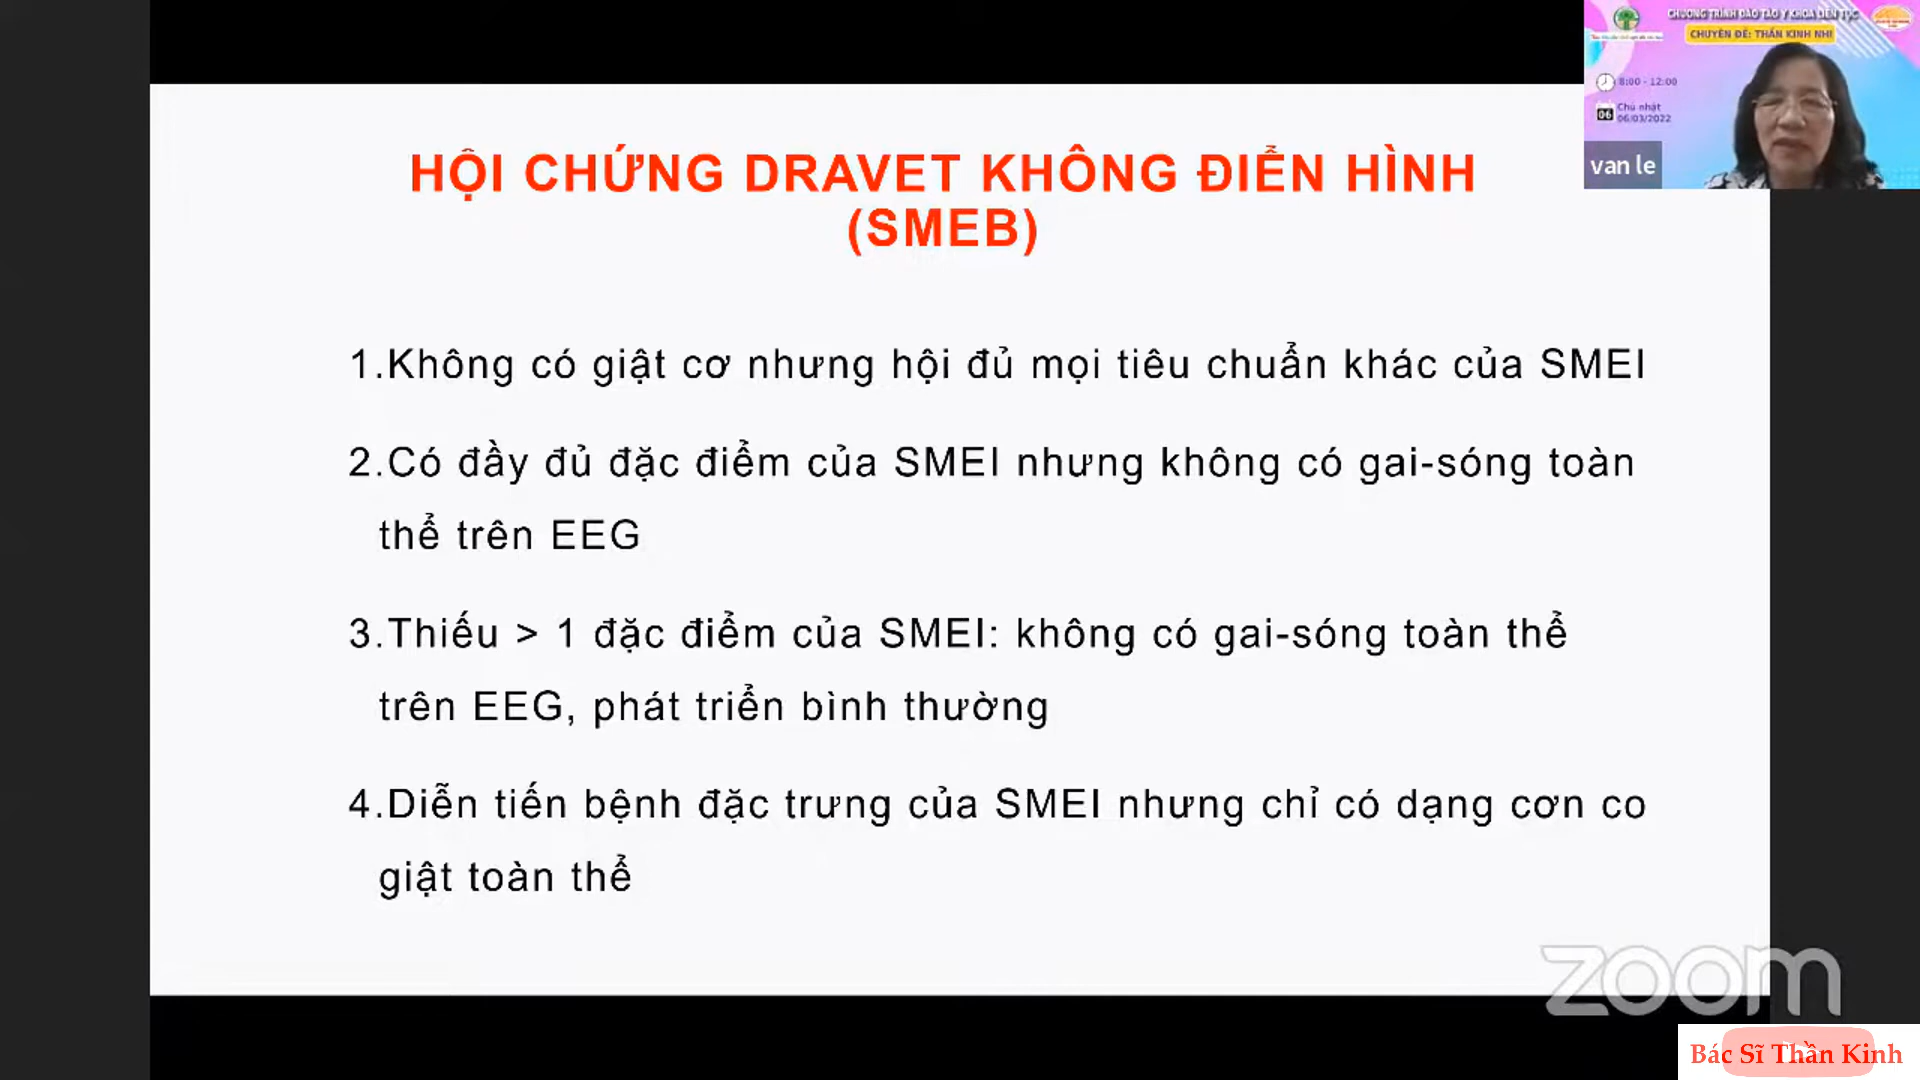 CHƯƠNG TRÌNH ĐÀO TẠO Y KHOA LIÊN TỤC
CHUYÊN ĐỀ: THẦN KINH NHI
8:00 - 12:00
Chủ nhật
06
06/03/2022
van le
HỘI CHỨNG DRAVET KHÔNG ĐIỂN HÌNH
(SMEB)
1.Không có giật cơ nhưng hội đủ mọi tiêu chuẩn khác của SMEI
2.Có đầy đủ đặc điểm của SMEI nhưng không có gai-sóng toàn
thể trên EEG
3.Thiếu > 1 đặc điểm của SMEI: không có gai-sóng toàn thể
trên EEG, phát triển bình thường
4.Diễn tiến bệnh đặc trưng của SMEI nhưng chỉ có dạng cơn co
giật toàn thể
zoom
Bác Sĩ Thần Kinh